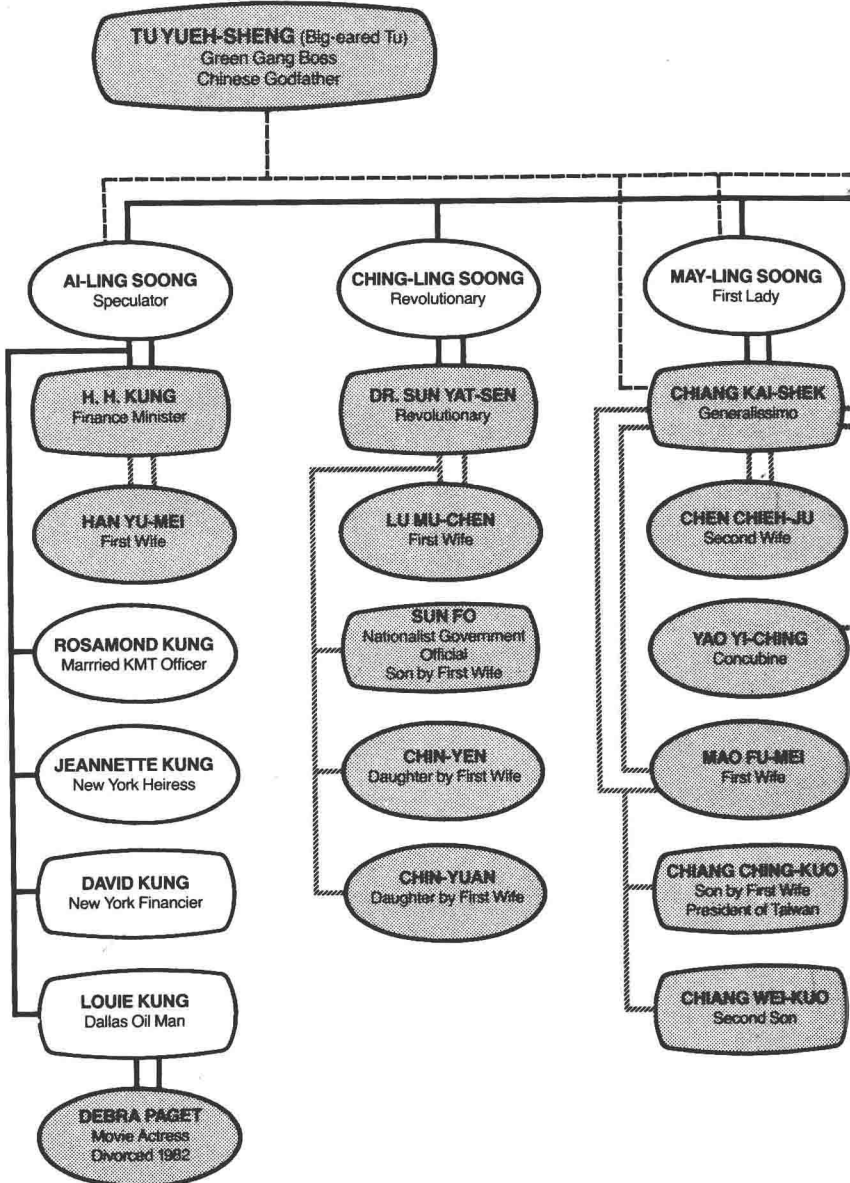 TU YUEH-SHENG (Big-eared Tu)
Green Gang Boss
Chinese Godfather
AI-LING SOONG
Speculator
CHING-LING SOONG
Revolutionary
MAY-LING SOONG
First Lady
H. H. KUNG
Finance Minister
DR. SUN YAT-SEN
Revolutionary
CHIANG KAI-SHEK
Generalissimo
HAN YU-MEI
First Wife
LU MU-CHEN
First Wife
CHEN CHIEH-JU
Second Wife
ROSAMOND KUNG
Marrried KMT Officer
SUN FO
Nationalist Government
Official
Son by First Wife
YAO YI-CHING
Concubine
JEANNETTE KUNG
New York Heiress
CHIN-YEN
Daughter by First Wife
MAO FU-MEI
First Wife
DAVID KUNG
New York Financier
CHIN-YUAN
Daughter by First Wife
CHIANG CHING-KUO
Son by First Wife
President of Taiwan
LOUIE KUNG
Dallas Oil Man
CHIANG WEI-KUO
Second Son
DEBRA PAGET
Movie Actress
Divorced 1982